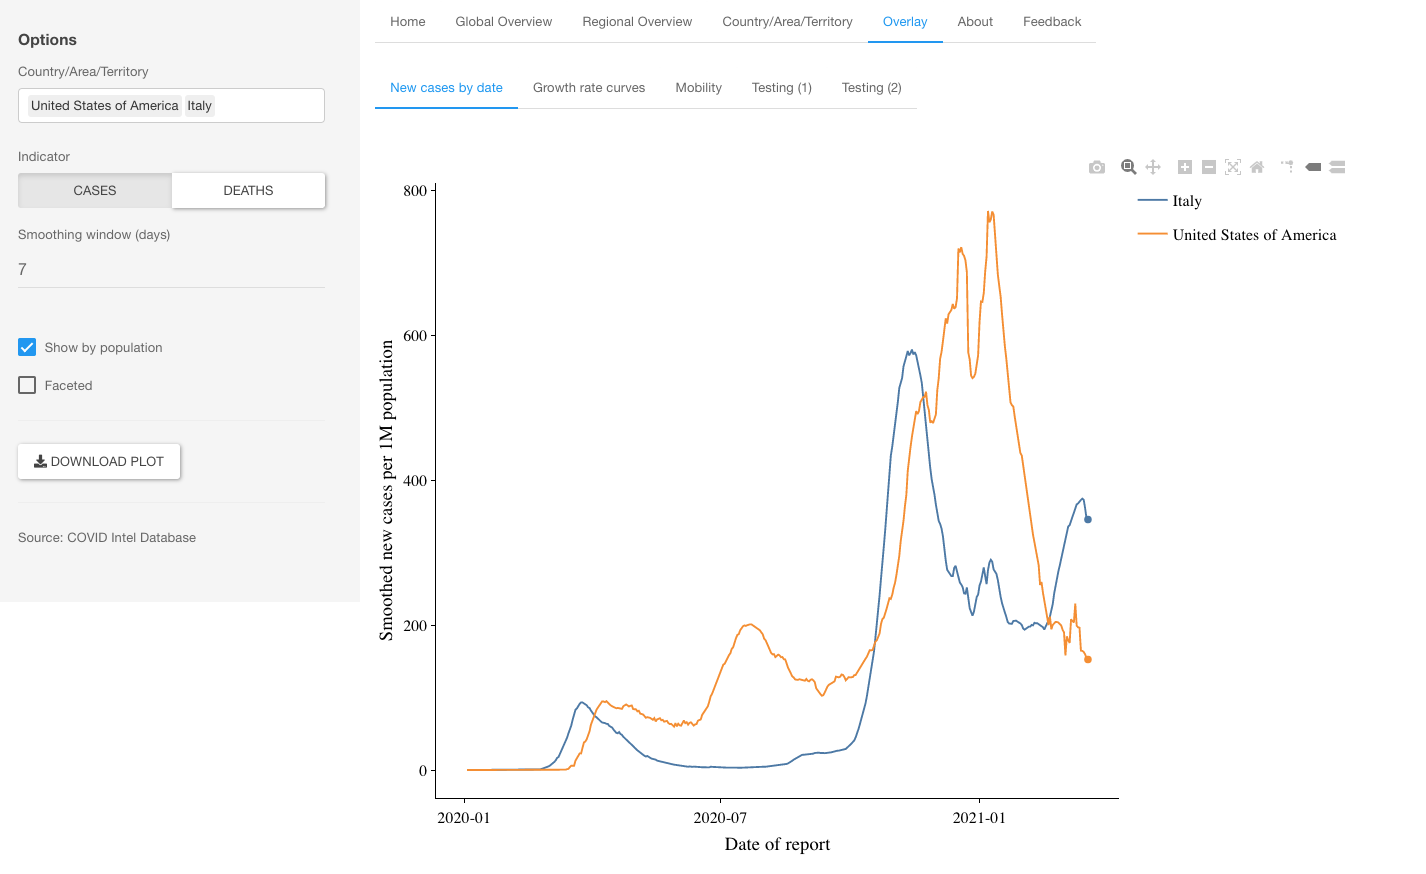 Options
Country/Area/Territory
United States of America Italy
Indicator
CASES DEATHS
Smoothing window (days)
7
Show by population
Faceted
DOWNLOAD PLOT
Source: COVID Intel Database
Home Global Overview Regional Overview Country/Area/Territory Overlay About Feedback
New cases by date Growth rate curves Mobility Testing (1) Testing (2)
Italy
United States of America
Smoothed new cases per 1M population
800
600
400
200
0
2020-01 2020-07 2021-01
Date of report